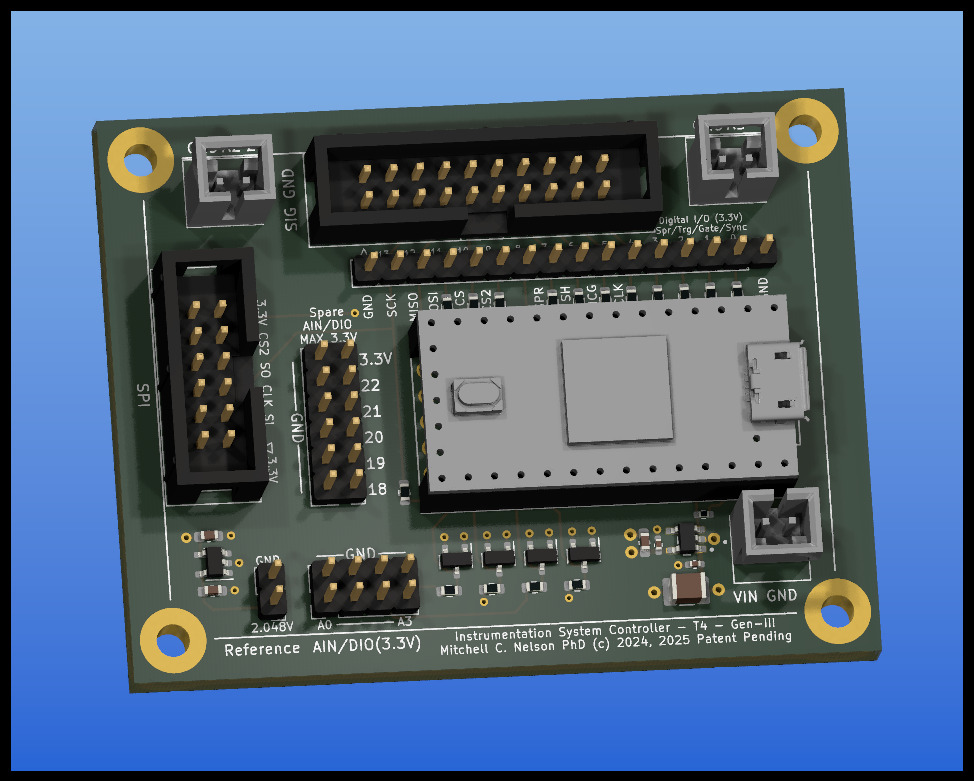 SIG GND
Digital I/O (3.3v)
Spr/Trg/Gate/Sync
GND
SCK
CS2
CLK
3.3V CS2 SO CLK SI
3.3V
SPI
Spare
AIN/DIO
MAX 3.3V
3.3V
22
21
20
19
18
GND
GND
GND
2.048V
A0
A3
VIN GND
Reference AIN/DIO(3.3V)
Instrumentation System Controller – T4 – Gen–III
Mitchell C. Nelson PhD (c) 2024, 2025 Patent Pending